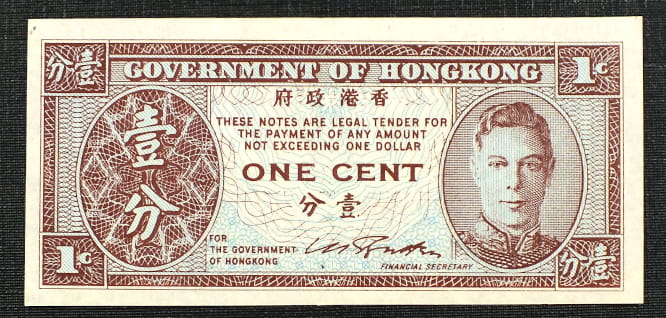 分壹 GOVERNMENT OF HONGKONG 1C
府政港香
THESE NOTES ARE LEGAL TENDER FOR
THE PAYMENT OF ANY AMOUNT
NOT EXCEEDING ONE DOLLAR
壹
分
ONE CENT
分壹
FOR
THE GOVERNMENT
OF HONGKONG
FINANCIAL SECRETARY
1C
分壹